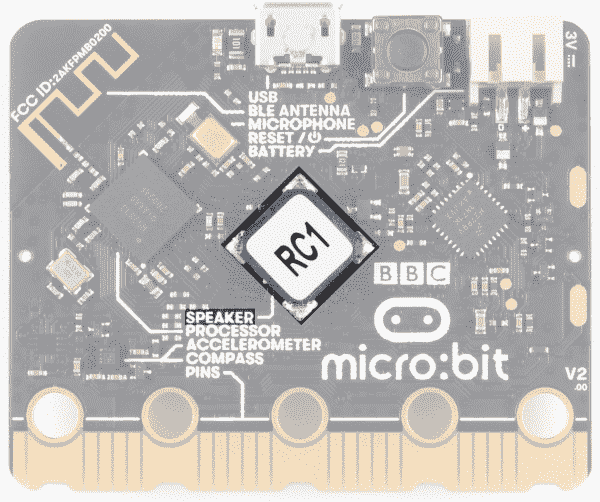 FCC ID:2AKFPMB0200
3V
USB
BLE ANTENNA
MICROPHONE
RESET /
BATTERY
RC1
BBC
SPEAKER
PROCESSOR
ACCELEROMETER
COMPASS
PINS
micro:bit
V2
.00